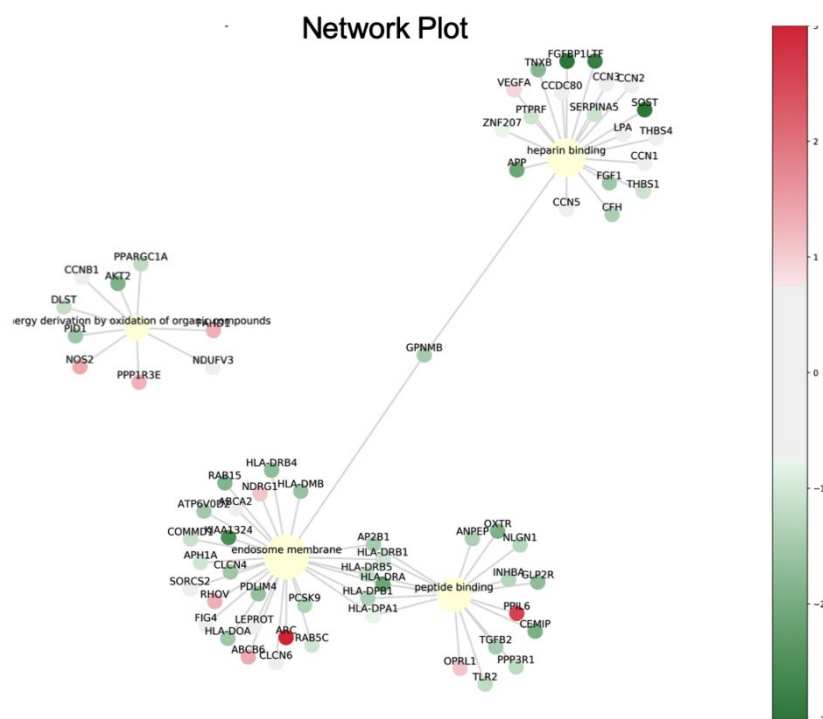 Network Plot
3
FGFBP1LTF
TNXB
CCN3
CCN2
VEGFA
CCDC80
SOST
PTPRF
SERPINA5
ZNF207
LPA
THBS4
heparin binding
2
APP
CCN1
FGF1
THBS1
CCN5
CFH
1
PPARGC1A
CCNB1
AKT2
DLST
ergy derivation by oxidation of organic compounds
PID1
GPNMB
NOS2
NDUFV3
PPP1R3E
0
HLA-DRB4
RAB15
NDRG1
HLA-DMB
ATP6V0D2
ABCA2
-1
OXTR
COMMD1
KIAA1324
AP2B1
ANPEP
NLGN1
endosome membrane
HLA-DRB1
APH1A
HLA-DRB5
CLCN4
HLA-DRA
INHBA
GLP2R
SORCS2
PDLIM4
HLA-DPB1
peptide binding
RHOV
PCSK9
HLA-DPA1
PPIL6
-2
FIG4
LEPROT
CEMIP
HLA-DOA
ARC
RAB5C
TGFB2
ABCB6
CLCN6
OPRL1
PPP3R1
TLR2